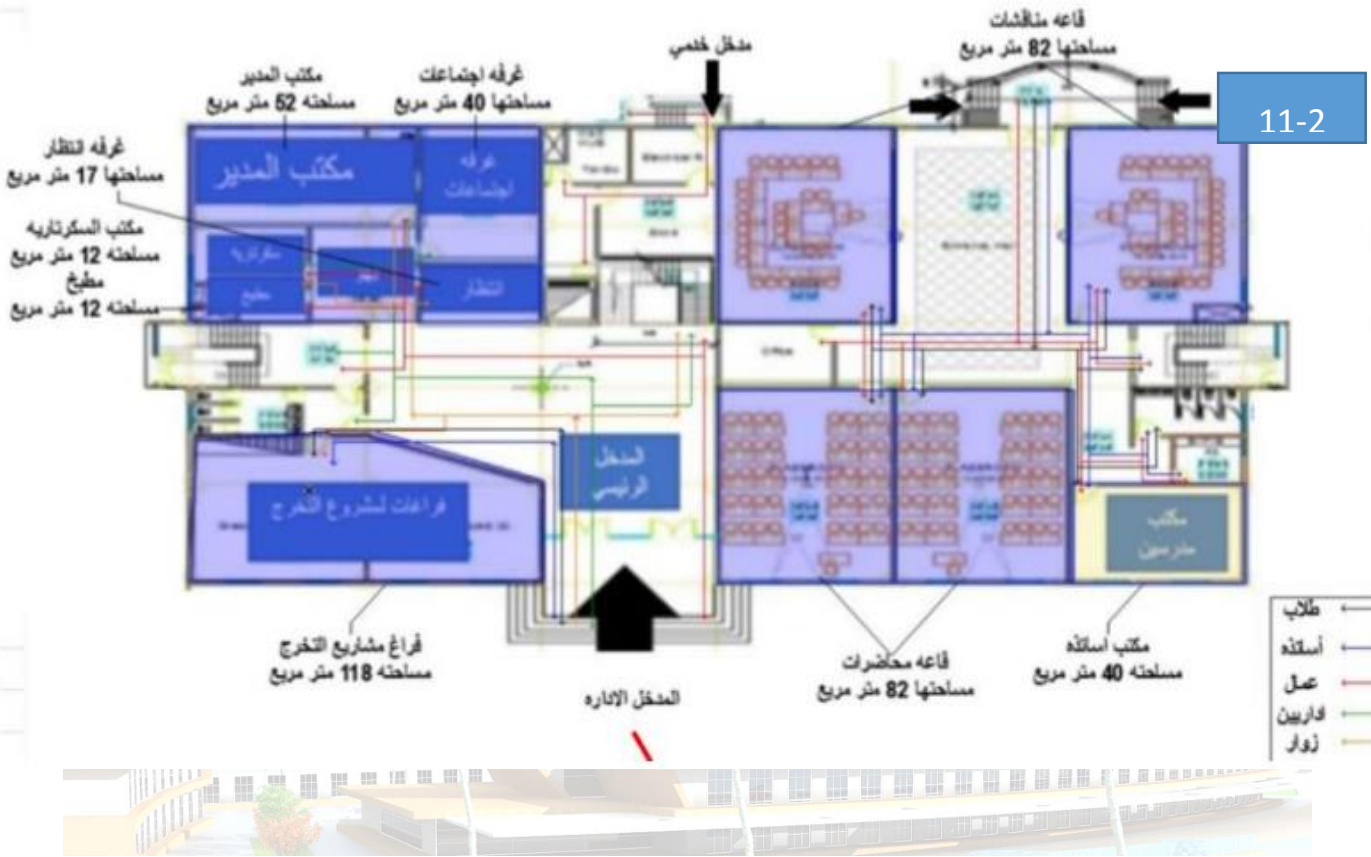 قاعه مناقشات
مساحتها 82 متر مربع
مدخل خدمي
11-2
غرفه اجتماعات
مساحتها 40 متر مربع
مكتب المدير
مساحته 52 متر مربع
غرفه انتظار
مساحتها 17 متر مربع
مكتب السكرتاريه
مساحته 12 متر مربع
مطبخ
مساحته 12 متر مربع
مكتب المدير
غرفه
اجتماعات
سكرتاريه
مطبخ
انتظار
Office
المدخل
الرئيسي
فراغات لمشروع التخرج
مكتب
مدرسين
فراغ مشاريع التخرج
مساحته 118 متر مربع
المدخل الاداره
قاعه محاضرات
مساحتها 82 متر مربع
مكتب أساتذه
مساحته 40 متر مربع
طلاب
أساتذه
عمال
اداريين
زوار